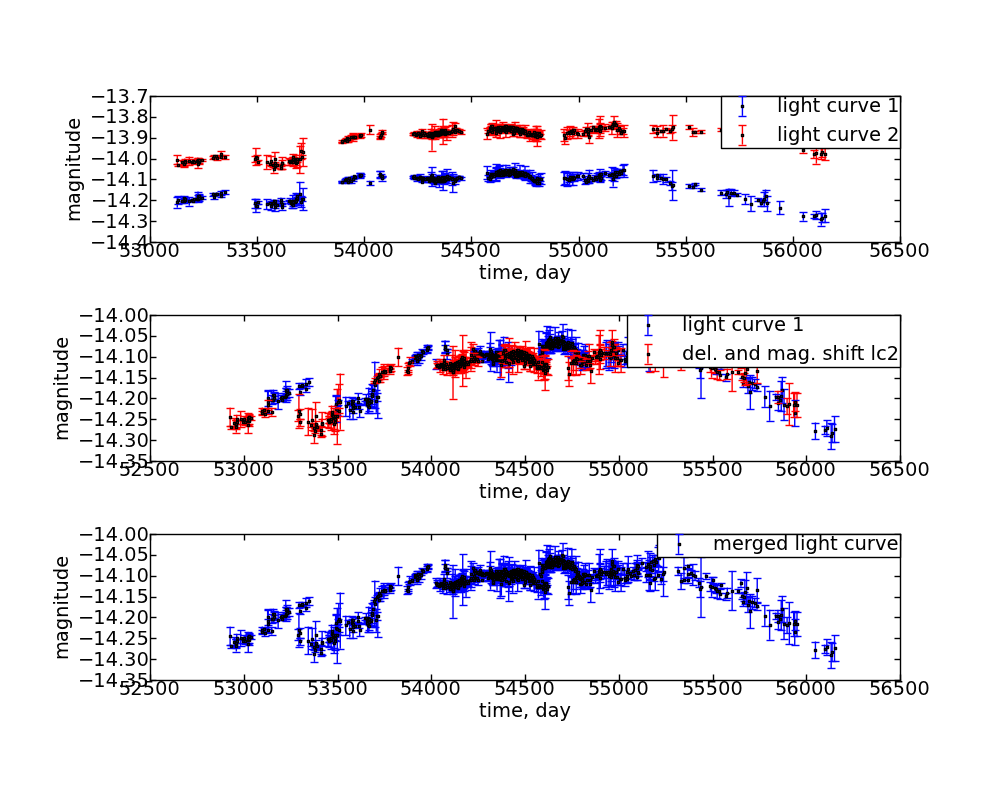 −13.7
−13.8
−13.9
−14.0
−14.1
−14.2
−14.3
−14.4
magnitude
light curve 1
light curve 2
53000 53500 54000 54500 55000 55500 56000 56500
time, day
−14.00
−14.05
−14.10
−14.15
−14.20
−14.25
−14.30
−14.35
magnitude
light curve 1
del. and mag. shift lc2
52500 53000 53500 54000 54500 55000 55500 56000 56500
time, day
−14.00
−14.05
−14.10
−14.15
−14.20
−14.25
−14.30
−14.35
magnitude
merged light curve
52500 53000 53500 54000 54500 55000 55500 56000 56500
time, day